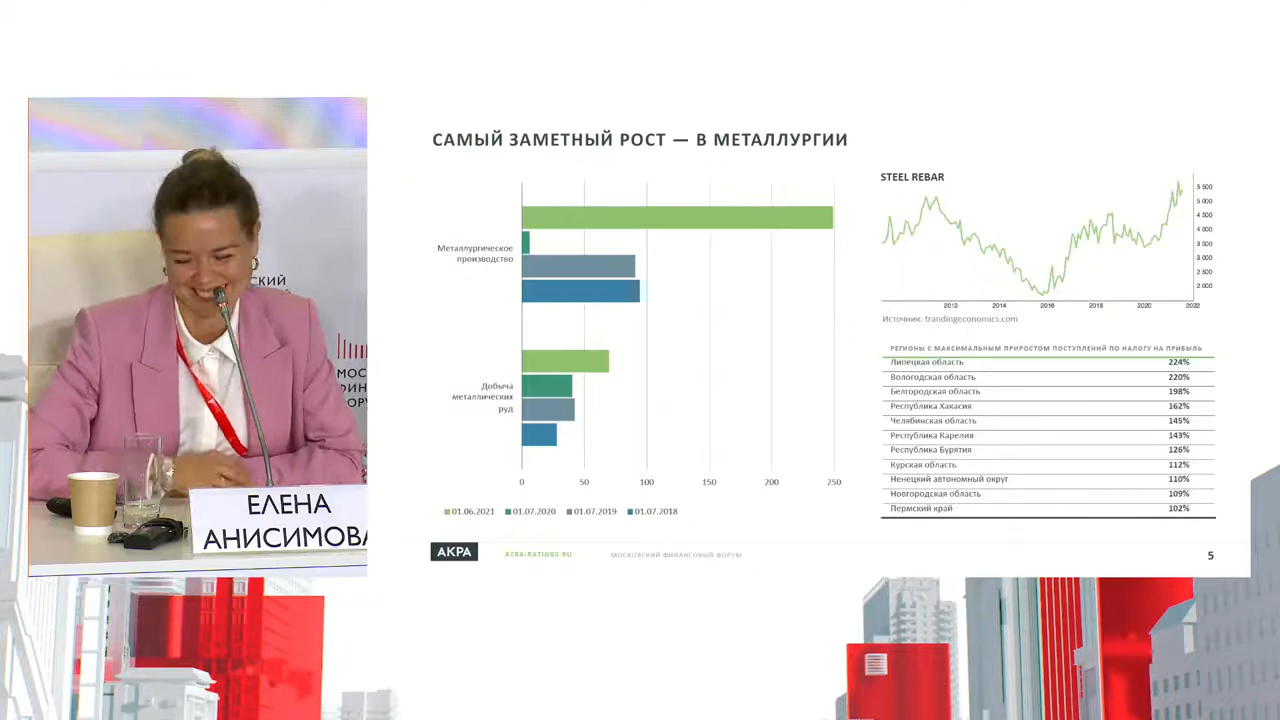 САМЫЙ ЗАМЕТНЫЙ РОСТ — В МЕТАЛЛУРГИИ
Металлургическое
производство
Добыча
металлических
руд
0 50 100 150 200 250
01.06.2021 01.07.2020 01.07.2019 01.07.2018
STEEL REBAR
5 500
5 000
4 500
4 000
3 500
3 000
2 500
2 000
2012 2014 2016 2018 2020 2022
Источник: trandingeconomics.com
РЕГИОНЫ С МАКСИМАЛЬНЫМ ПРИРОСТОМ ПОСТУПЛЕНИЙ ПО НАЛОГУ НА ПРИБЫЛЬ
Липецкая область 224%
Вологодская область 220%
Белгородская область 198%
Республика Хакасия 162%
Челябинская область 145%
Республика Карелия 143%
Республика Бурятия 126%
Курская область 112%
Ненецкий автономный округ 110%
Новгородская область 109%
Пермский край 102%
АКРА
ACRA-RATINGS.RU
МОСКОВСКИЙ ФИНАНСОВЫЙ ФОРУМ
5
СКИЙ
МОС
ФИН
ФОРУМ
ЕЛЕНА
АНИСИМОВА